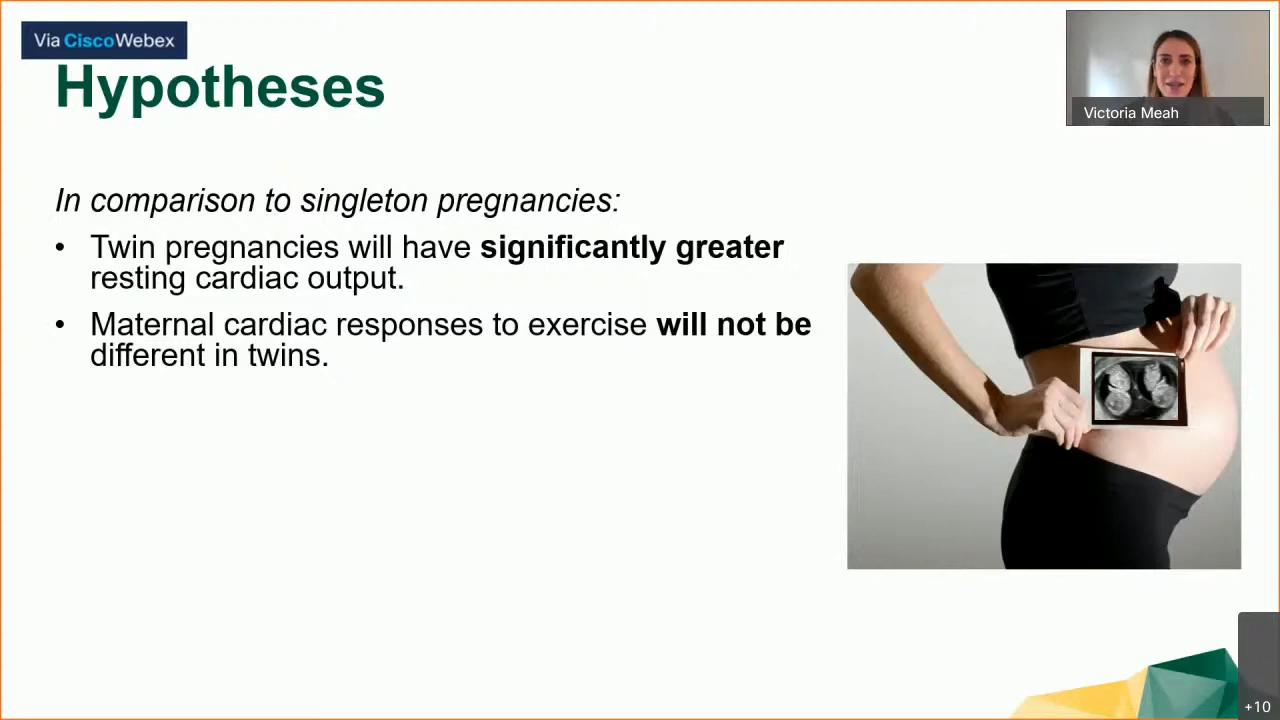 Via CiscoWebex
Hypotheses
Victoria Meah
In comparison to singleton pregnancies:
• Twin pregnancies will have significantly greater
resting cardiac output.
• Maternal cardiac responses to exercise will not be
different in twins.
+10